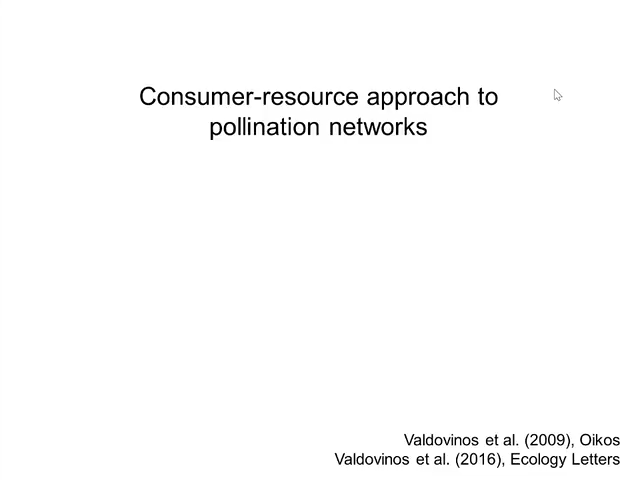 Consumer-resource approach to
pollination networks
Valdovinos et al. (2009), Oikos
Valdovinos et al. (2016), Ecology Letters